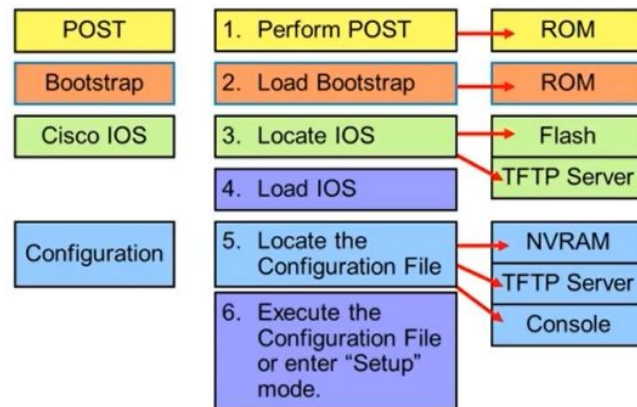 POST
1. Perform POST
ROM
Bootstrap
2. Load Bootstrap
ROM
Cisco IOS
3. Locate IOS
Flash
TFTP Server
4. Load IOS
Configuration
5. Locate the
Configuration File
NVRAM
TFTP Server
Console
6. Execute the
Configuration File
or enter “Setup”
mode.